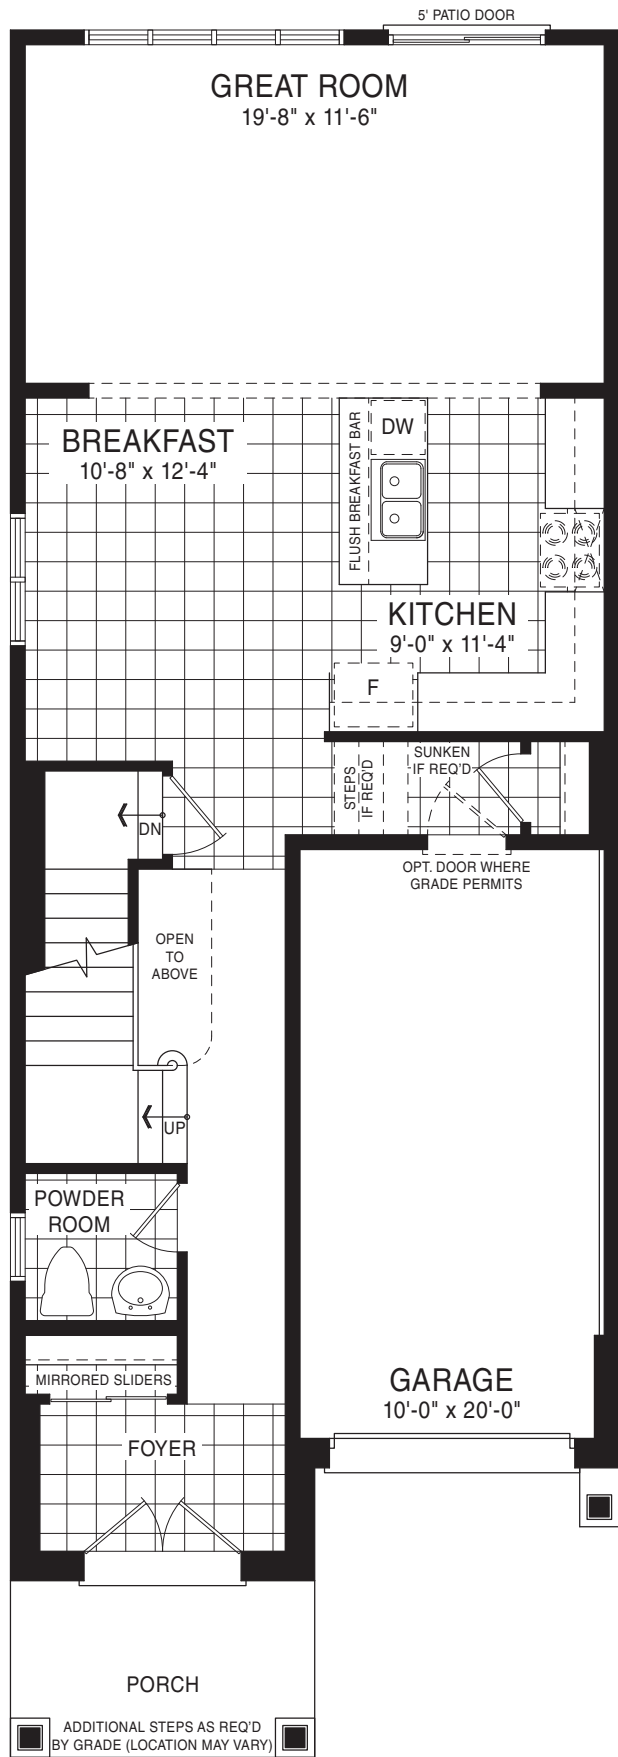 5' PATIO DOOR
GREAT ROOM
19'-8" x 11'-6"
BREAKFAST
10'-8" x 12'-4"
FLUSH BREAKFAST BAR
DW
KITCHEN
9'-0" x 11'-4"
F
STEPS
IF REQ'D
SUNKEN
IF REQ'D
DN
OPT. DOOR WHERE
GRADE PERMITS
OPEN
TO
ABOVE
UP
POWDER
ROOM
MIRRORED SLIDERS
GARAGE
10'-0" x 20'-0"
FOYER
PORCH
ADDITIONAL STEPS AS REQ'D
BY GRADE (LOCATION MAY VARY)